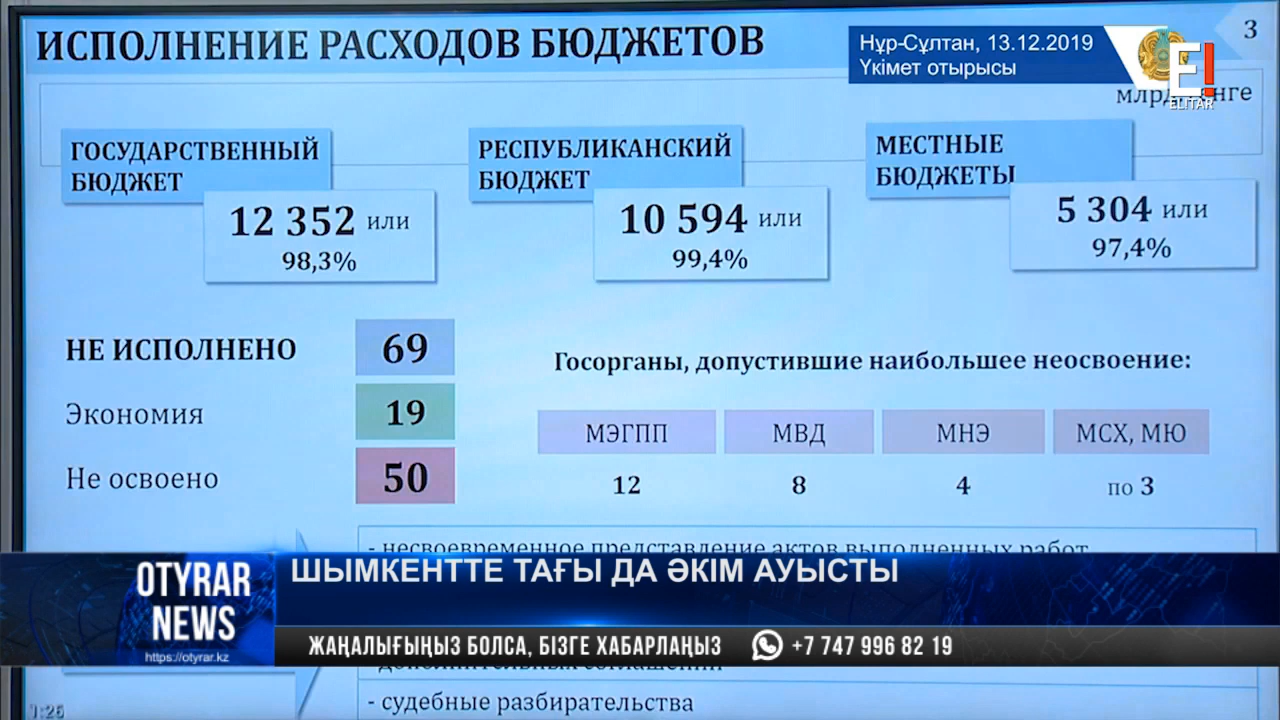 ИСПОЛНЕНИЕ РАСХОДОВ БЮДЖЕТОВ
3
Нұр-Сұлтан, 13.12.2019
Үкімет отырысы
E!
ELITAR
ГОСУДАРСТВЕННЫЙ
БЮДЖЕТ
12 352 или
98,3%
РЕСПУБЛИКАНСКИЙ
БЮДЖЕТ
10 594 или
99,4%
МЕСТНЫЕ
БЮДЖЕТЫ
5 304 или
97,4%
НЕ ИСПОЛНЕНО 69
Экономия 19
Не освоено 50
Госорганы, допустившие наибольшее неосвоение:
МЭГПП МВД МНЭ МСХ, МЮ
12 8 4 по 3
- несвоевременное представление актов выполненных работ
OTYRAR
NEWS
https://otyrar.kz
ШЫМКЕНТТЕ ТАҒЫ ДА ӘКІМ АУЫСТЫ
ЖАҢАЛЫҒЫҢЫЗ БОЛСА, БІЗГЕ ХАБАРЛАҢЫЗ +7 747 996 82 19
- судебные разбирательства
1:26